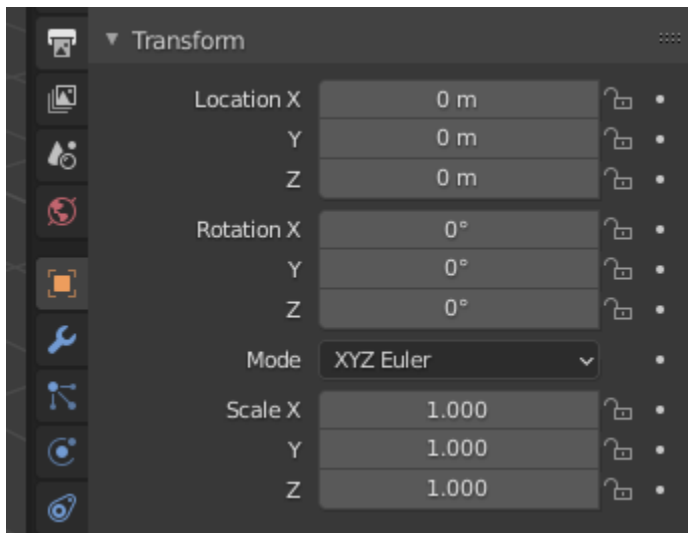 Transform
Location X 0 m
Y 0 m
Z 0 m
Rotation X 0°
Y 0°
Z 0°
Mode XYZ Euler
Scale X 1.000
Y 1.000
Z 1.000